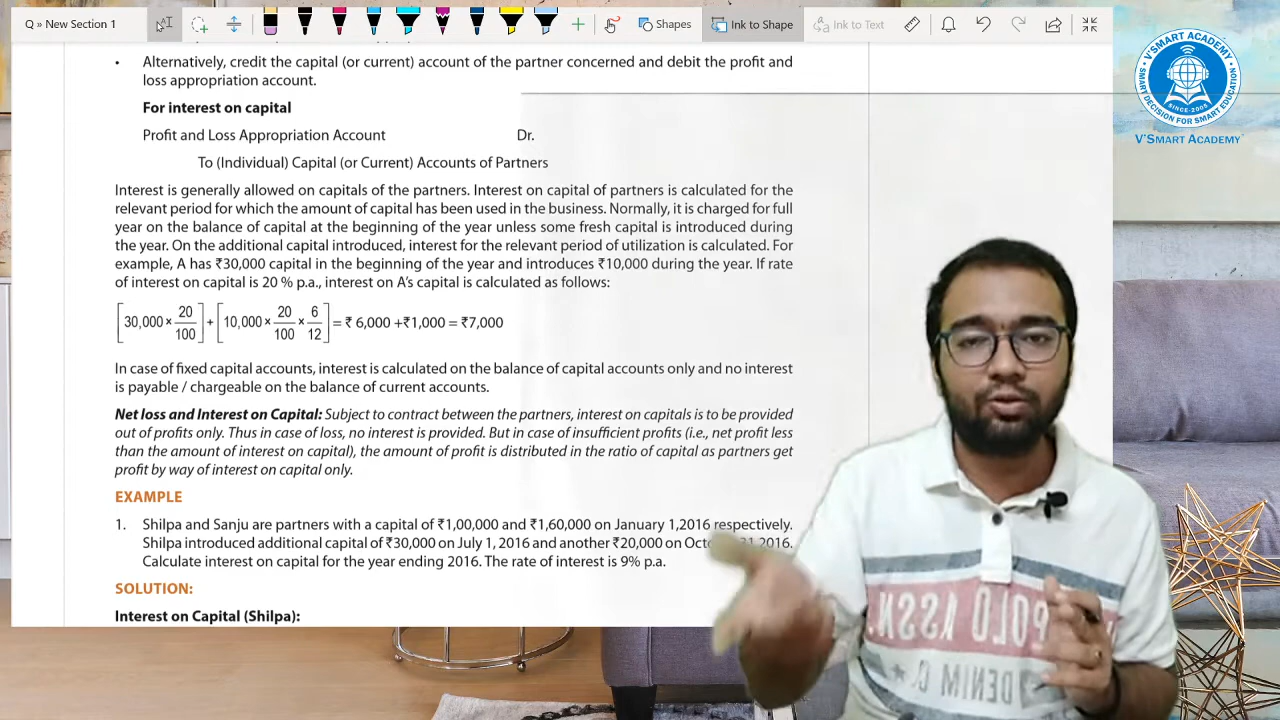 Q » New Section 1
Shapes
Ink to Shape
Ink to Text
• Alternatively, credit the capital (or current) account of the partner concerned and debit the profit and
loss appropriation account.
For interest on capital
Profit and Loss Appropriation Account Dr.
To (Individual) Capital (or Current) Accounts of Partners
Interest is generally allowed on capitals of the partners. Interest on capital of partners is calculated for the
relevant period for which the amount of capital has been used in the business. Normally, it is charged for full
year on the balance of capital at the beginning of the year unless some fresh capital is introduced during
the year. On the additional capital introduced, interest for the relevant period of utilization is calculated. For
example, A has ₹30,000 capital in the beginning of the year and introduces ₹10,000 during the year. If rate
of interest on capital is 20 % p.a., interest on A's capital is calculated as follows:
[30,000 × 20/100] + [10,000 × 20/100 × 6/12] = ₹ 6,000 +₹1,000 = ₹7,000
In case of fixed capital accounts, interest is calculated on the balance of capital accounts only and no interest
is payable / chargeable on the balance of current accounts.
Net loss and Interest on Capital: Subject to contract between the partners, interest on capitals is to be provided
out of profits only. Thus in case of loss, no interest is provided. But in case of insufficient profits (i.e., net profit less
than the amount of interest on capital), the amount of profit is distributed in the ratio of capital as partners get
profit by way of interest on capital only.
EXAMPLE
1. Shilpa and Sanju are partners with a capital of ₹1,00,000 and ₹1,60,000 on January 1,2016 respectively.
Shilpa introduced additional capital of ₹30,000 on July 1, 2016 and another ₹20,000 on 2016.
Calculate interest on capital for the year ending 2016. The rate of interest is 9% p.a.
SOLUTION:
Interest on Capital (Shilpa):
V'SMART ACADEMY
SMART DECISION FOR SMART EDUCATION
SINCE-2005
V'SMART ACADEMY
POLO ASSN.
DENIM C